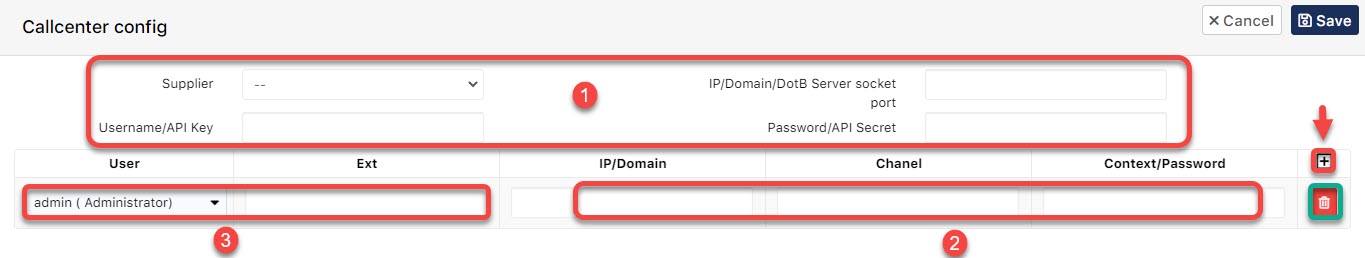 Callcenter config
Cancel
Save
Supplier
--
IP/Domain/DotB Server socket
port
1
Username/API Key
Password/API Secret
User Ext IP/Domain Chanel Context/Password
admin ( Administrator)
3
2